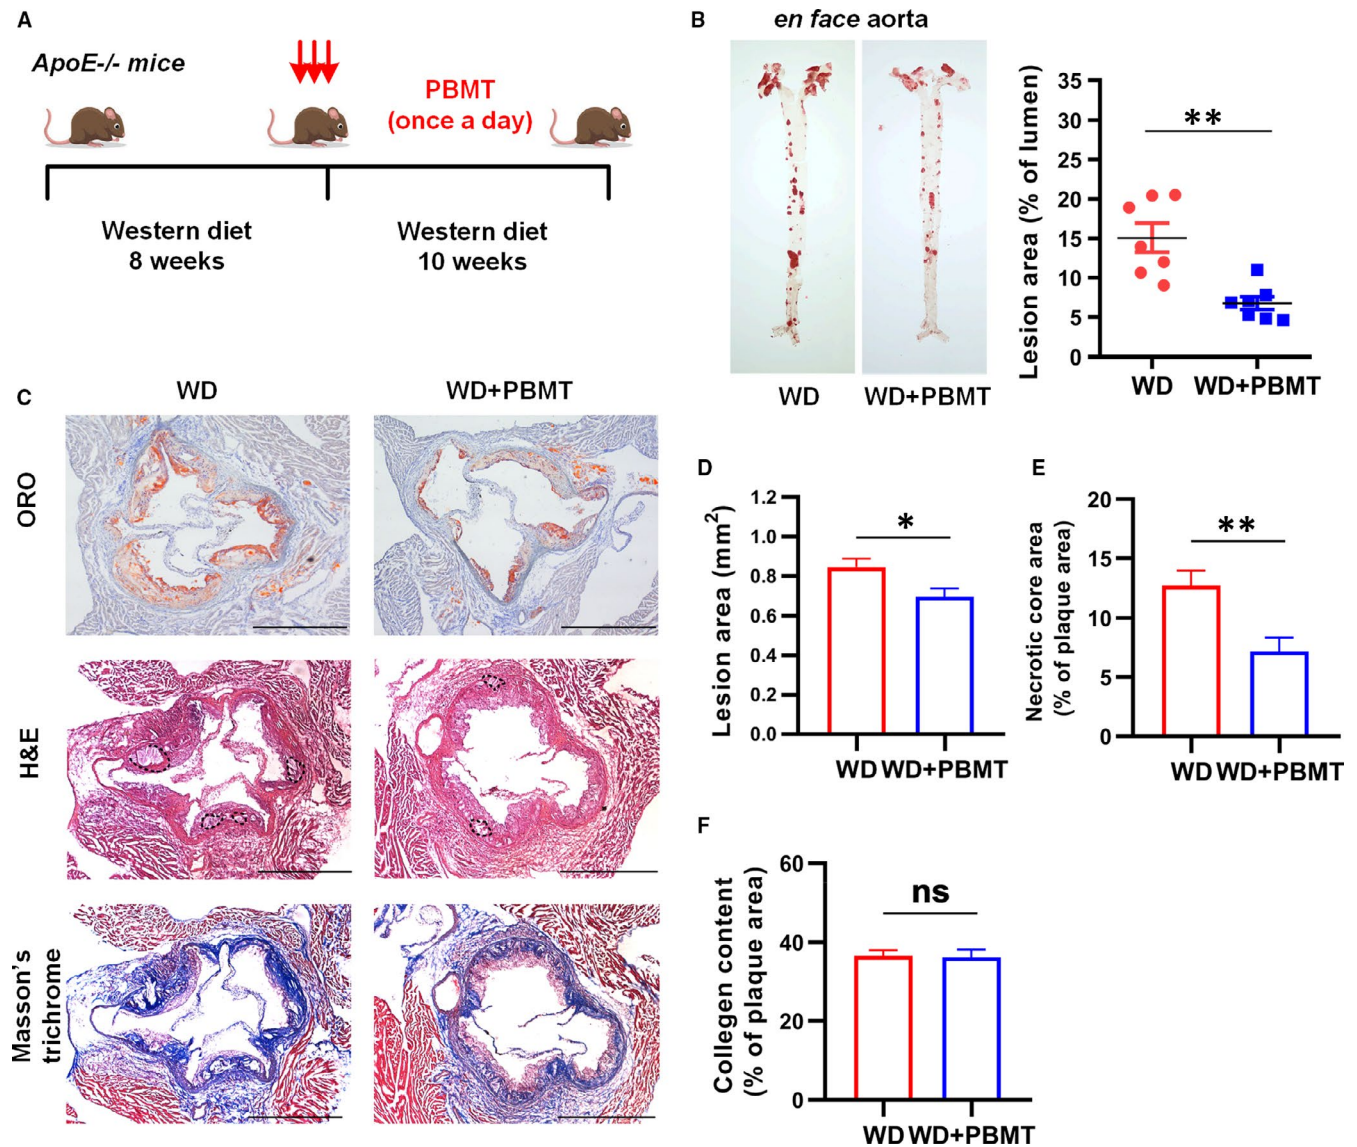 A
ApoE-/- mice
PBMT
(once a day)
Western diet
8 weeks
Western diet
10 weeks
B
en face aorta
WD
WD+PBMT
Lesion area (% of lumen)
35
30
25
20
15
10
5
0
**
WD
WD+PBMT
C
WD
WD+PBMT
ORO
H&E
Masson's
trichrome
D
Lesion area (mm²)
1.2
1.0
0.8
0.6
0.4
0.2
0.0
*
WD WD+PBMT
E
Necrotic core area
(% of plaque area)
20
15
10
5
0
**
WD WD+PBMT
F
Collegen content
(% of plaque area)
60
40
20
0
ns
WD WD+PBMT